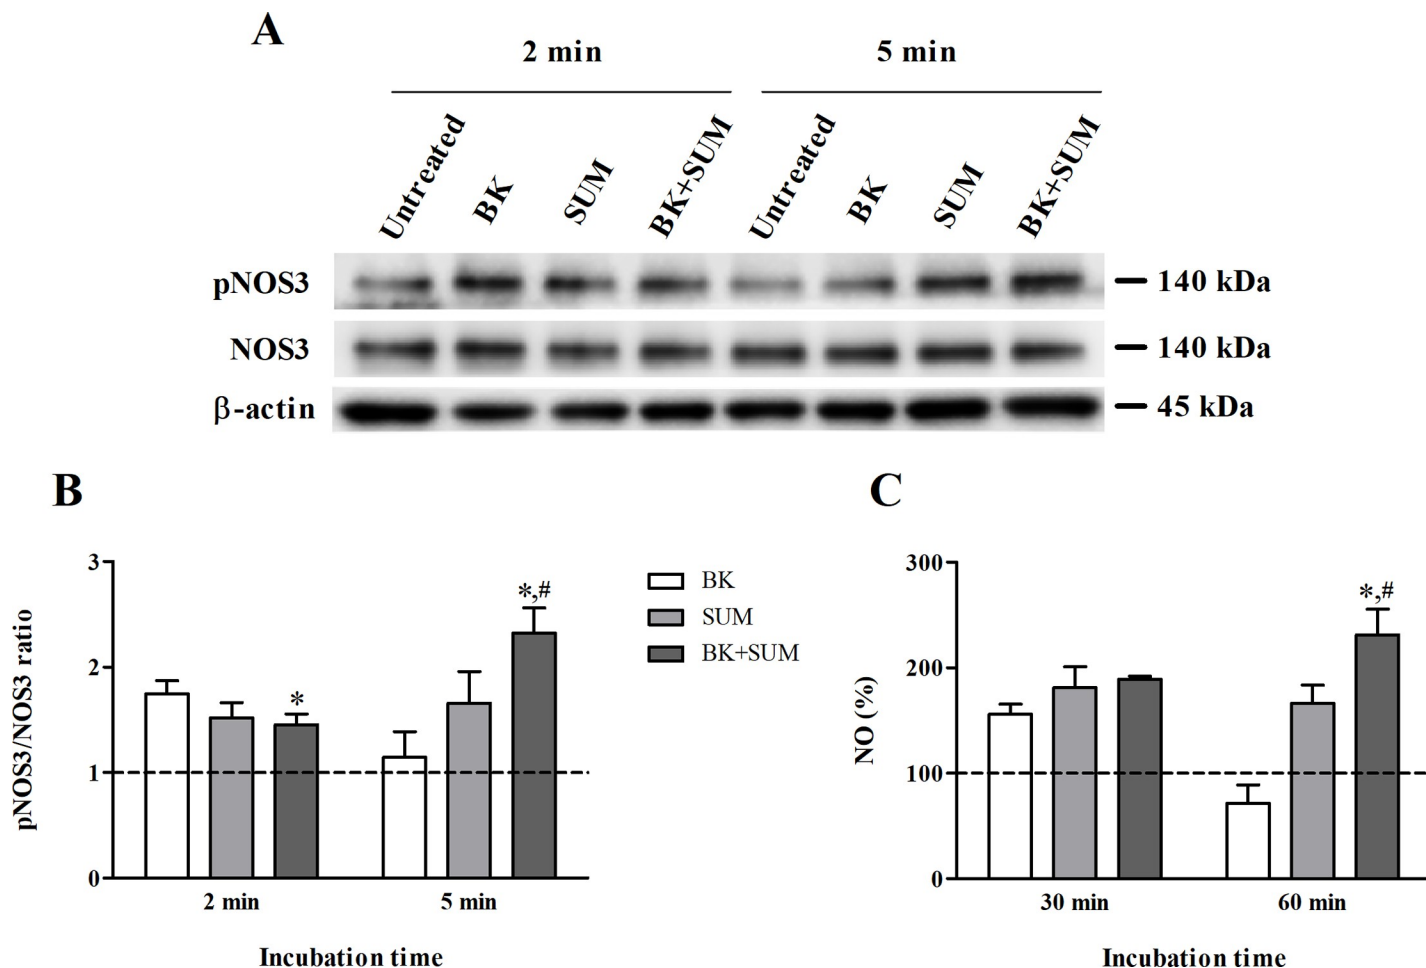 A
2 min
5 min
Untreated
BK
SUM
BK+SUM
Untreated
BK
SUM
BK+SUM
pNOS3
140 kDa
NOS3
140 kDa
β-actin
45 kDa
B
pNOS3/NOS3 ratio
3
2
1
0
*
*,#
2 min
5 min
Incubation time
BK
SUM
BK+SUM
C
NO (%)
300
200
100
0
*,#
30 min
60 min
Incubation time